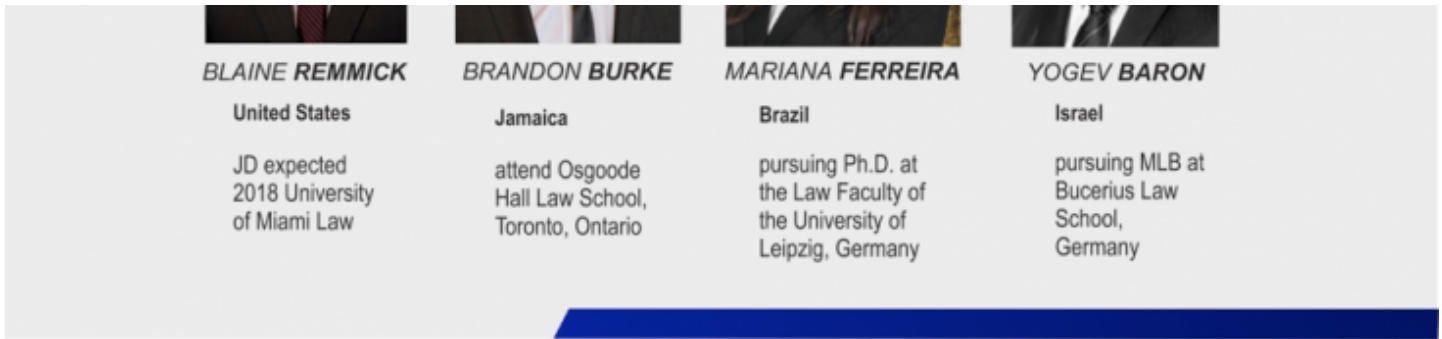 BLAINE REMMICK
United States
JD expected
2018 University
of Miami Law
BRANDON BURKE
Jamaica
attend Osgoode
Hall Law School,
Toronto, Ontario
MARIANA FERREIRA
Brazil
pursuing Ph.D. at
the Law Faculty of
the University of
Leipzig, Germany
YOGEV BARON
Israel
pursuing MLB at
Bucerius Law
School,
Germany